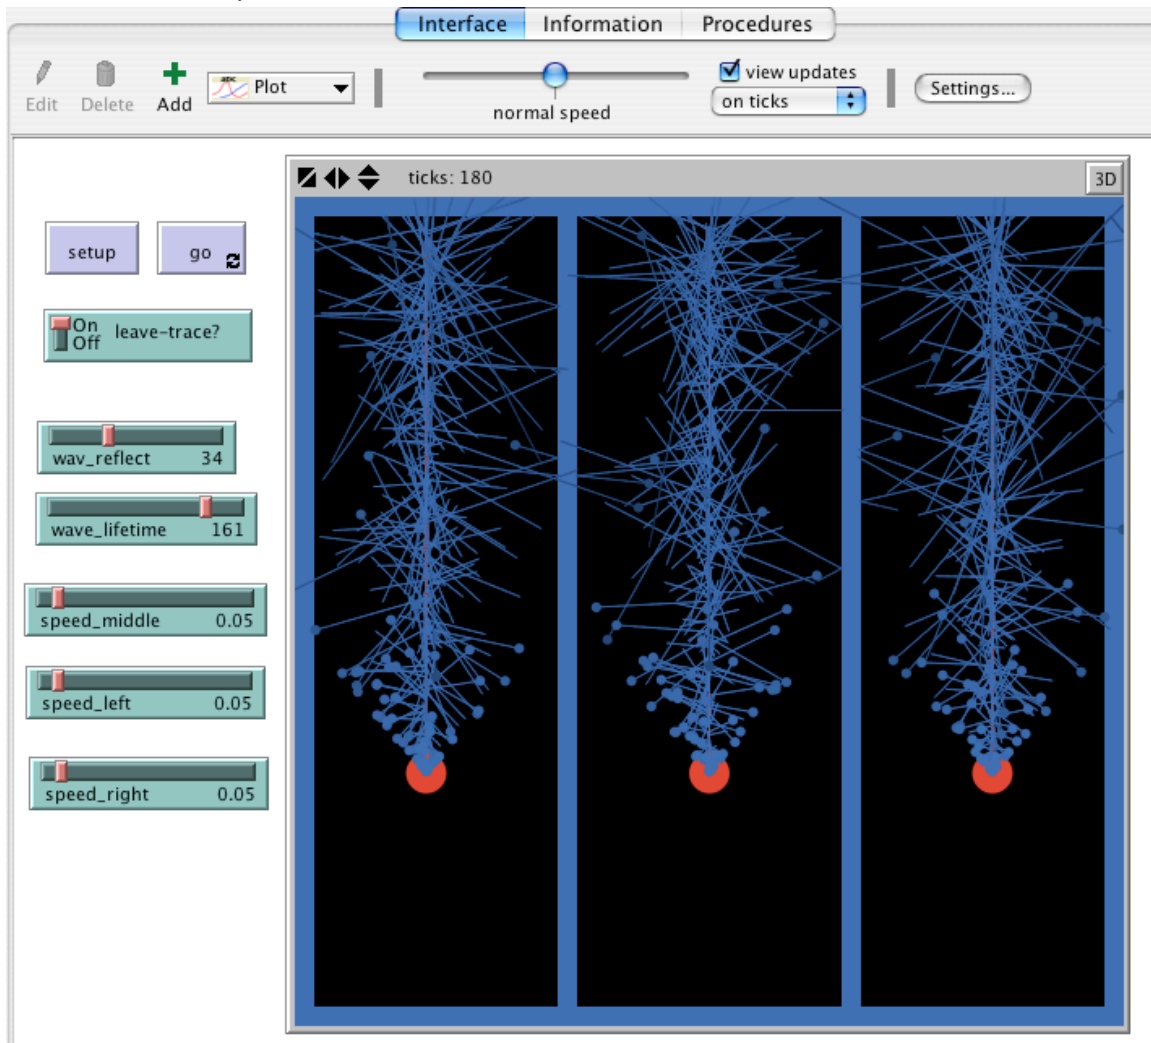 Interface Information Procedures
Edit Delete Add
abc
Plot
normal speed
view updates
on ticks
Settings...
ticks: 180
3D
setup
go
On
Off
leave-trace?
wav_reflect 34
wave_lifetime 161
speed_middle 0.05
speed_left 0.05
speed_right 0.05